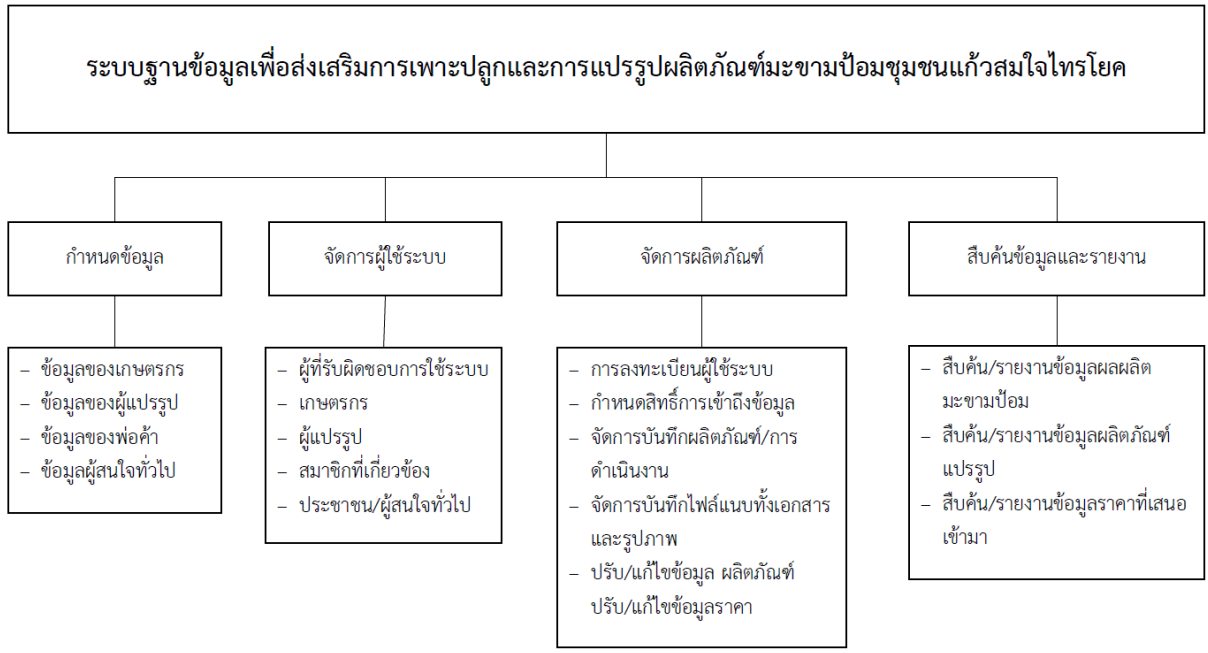 ระบบฐานข้อมูลเพื่อส่งเสริมการเพาะปลูกและการแปรรูปผลิตภัณฑ์มะขามป้อมชุมชนแก้วสมใจไทรโยค
กำหนดข้อมูล
– ข้อมูลของเกษตรกร
– ข้อมูลของผู้แปรรูป
– ข้อมูลของพ่อค้า
– ข้อมูลผู้สนใจทั่วไป
จัดการผู้ใช้ระบบ
– ผู้ที่รับผิดชอบการใช้ระบบ
– เกษตรกร
– ผู้แปรรูป
– สมาชิกที่เกี่ยวข้อง
– ประชาชน/ผู้สนใจทั่วไป
จัดการผลิตภัณฑ์
– การลงทะเบียนผู้ใช้ระบบ
– กำหนดสิทธิ์การเข้าถึงข้อมูล
– จัดการบันทึกผลิตภัณฑ์/การ
ดำเนินงาน
– จัดการบันทึกไฟล์แนบทั้งเอกสาร
และรูปภาพ
– ปรับ/แก้ไขข้อมูล ผลิตภัณฑ์
ปรับ/แก้ไขข้อมูลราคา
สืบค้นข้อมูลและรายงาน
– สืบค้น/รายงานข้อมูลผลผลิต
มะขามป้อม
– สืบค้น/รายงานข้อมูลผลิตภัณฑ์
แปรรูป
– สืบค้น/รายงานข้อมูลราคาที่เสนอ
เข้ามา